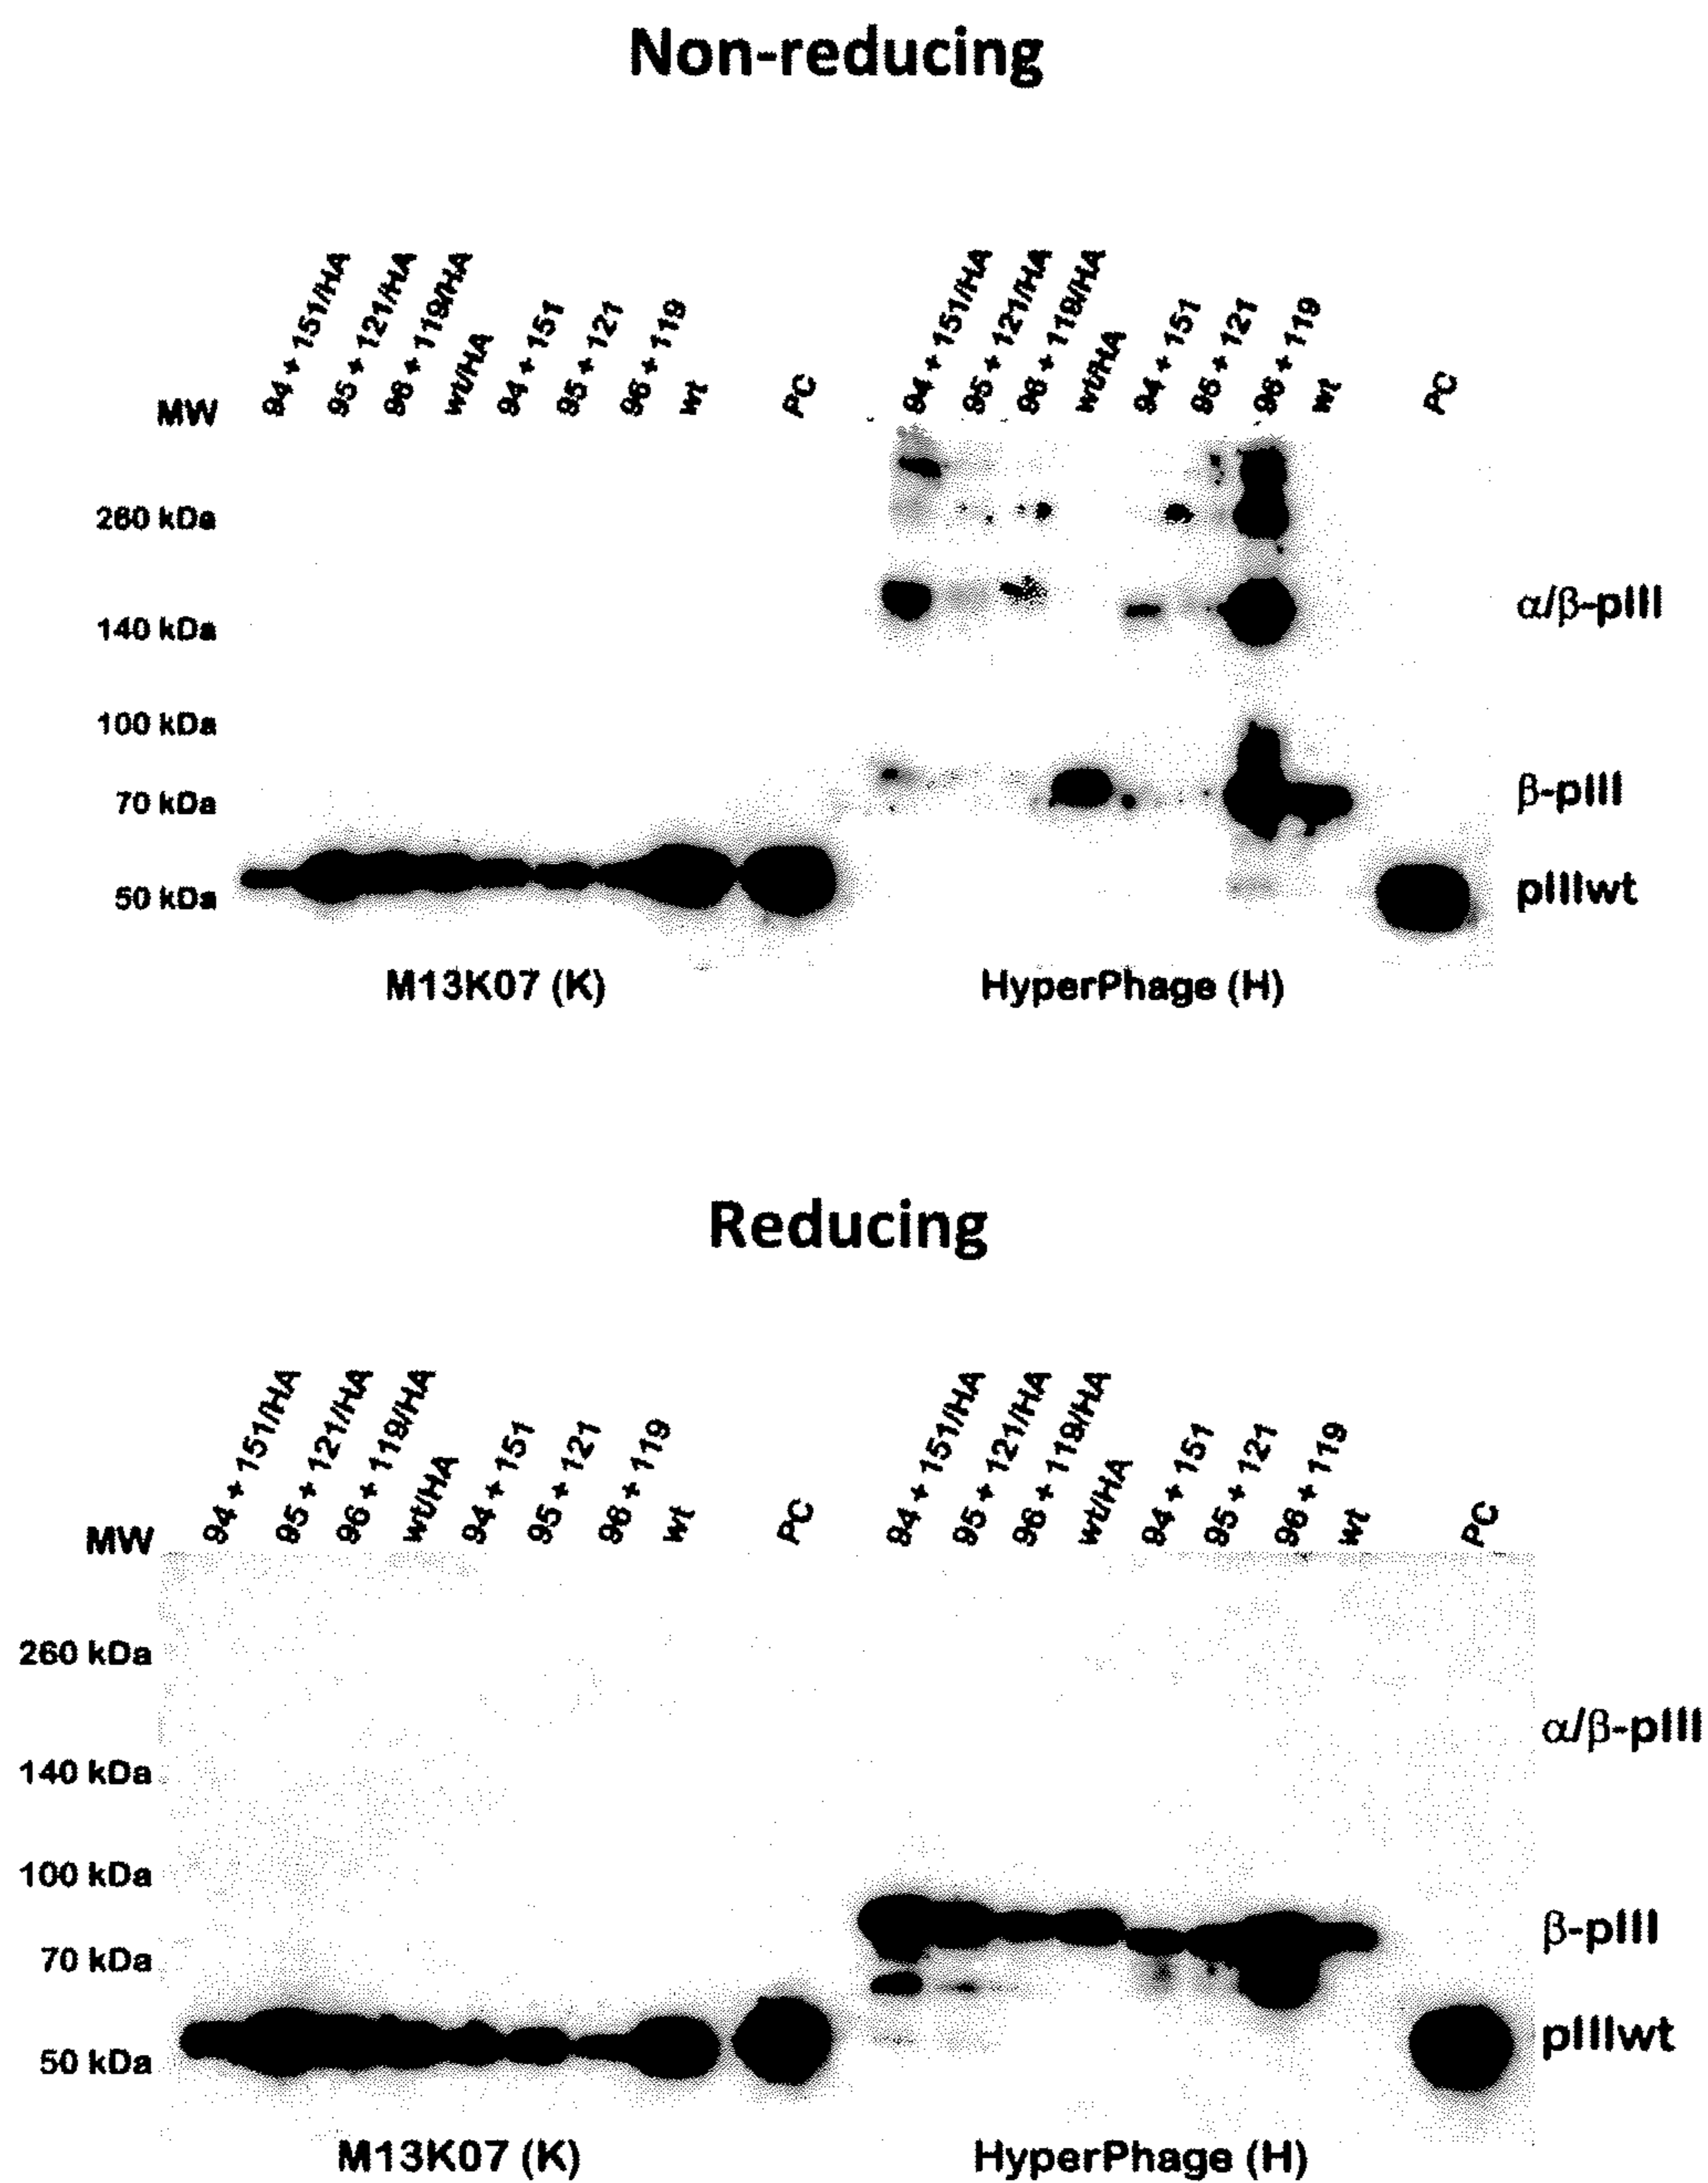 Non-reducing
MW
94 + 151/HA
95 + 121/HA
96 + 119/HA
wt/HA
94 + 151
95 + 121
96 + 119
wt
PC
94 + 151/HA
95 + 121/HA
96 + 119/HA
wt/HA
94 + 151
95 + 121
96 + 119
wt
PC
260 kDa
140 kDa
100 kDa
70 kDa
50 kDa
α/β-pIII
β-pIII
pIIIwt
M13K07 (K)
HyperPhage (H)
Reducing
MW
94 + 151/HA
95 + 121/HA
96 + 119/HA
wt/HA
94 + 151
95 + 121
96 + 119
wt
PC
94 + 151/HA
95 + 121/HA
96 + 119/HA
wt/HA
94 + 151
95 + 121
96 + 119
wt
PC
260 kDa
140 kDa
100 kDa
70 kDa
50 kDa
α/β-pIII
β-pIII
pIIIwt
M13K07 (K)
HyperPhage (H)